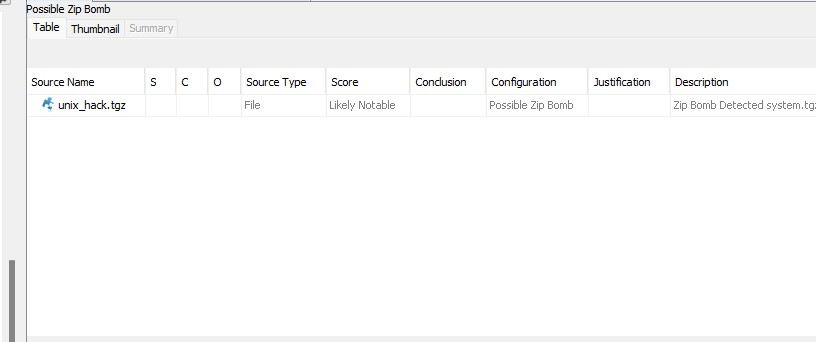 Possible Zip Bomb
Table Thumbnail Summary
Source Name S C O Source Type Score Conclusion Configuration Justification Description
unix_hack.tgz File Likely Notable Possible Zip Bomb Zip Bomb Detected system.tgz